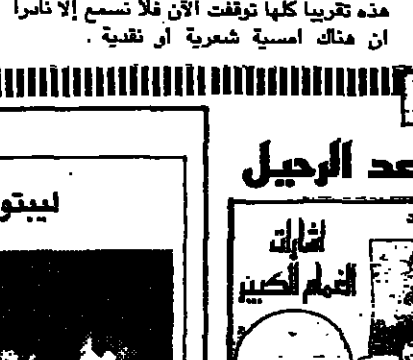 هذه تقريبا كلها توقفت الآن فلا تسمع إلا نادرا
ان هناك امسية شعرية أو نقدية .
عد الرحيل
ليبتو
اشارات
الغمام الكبير